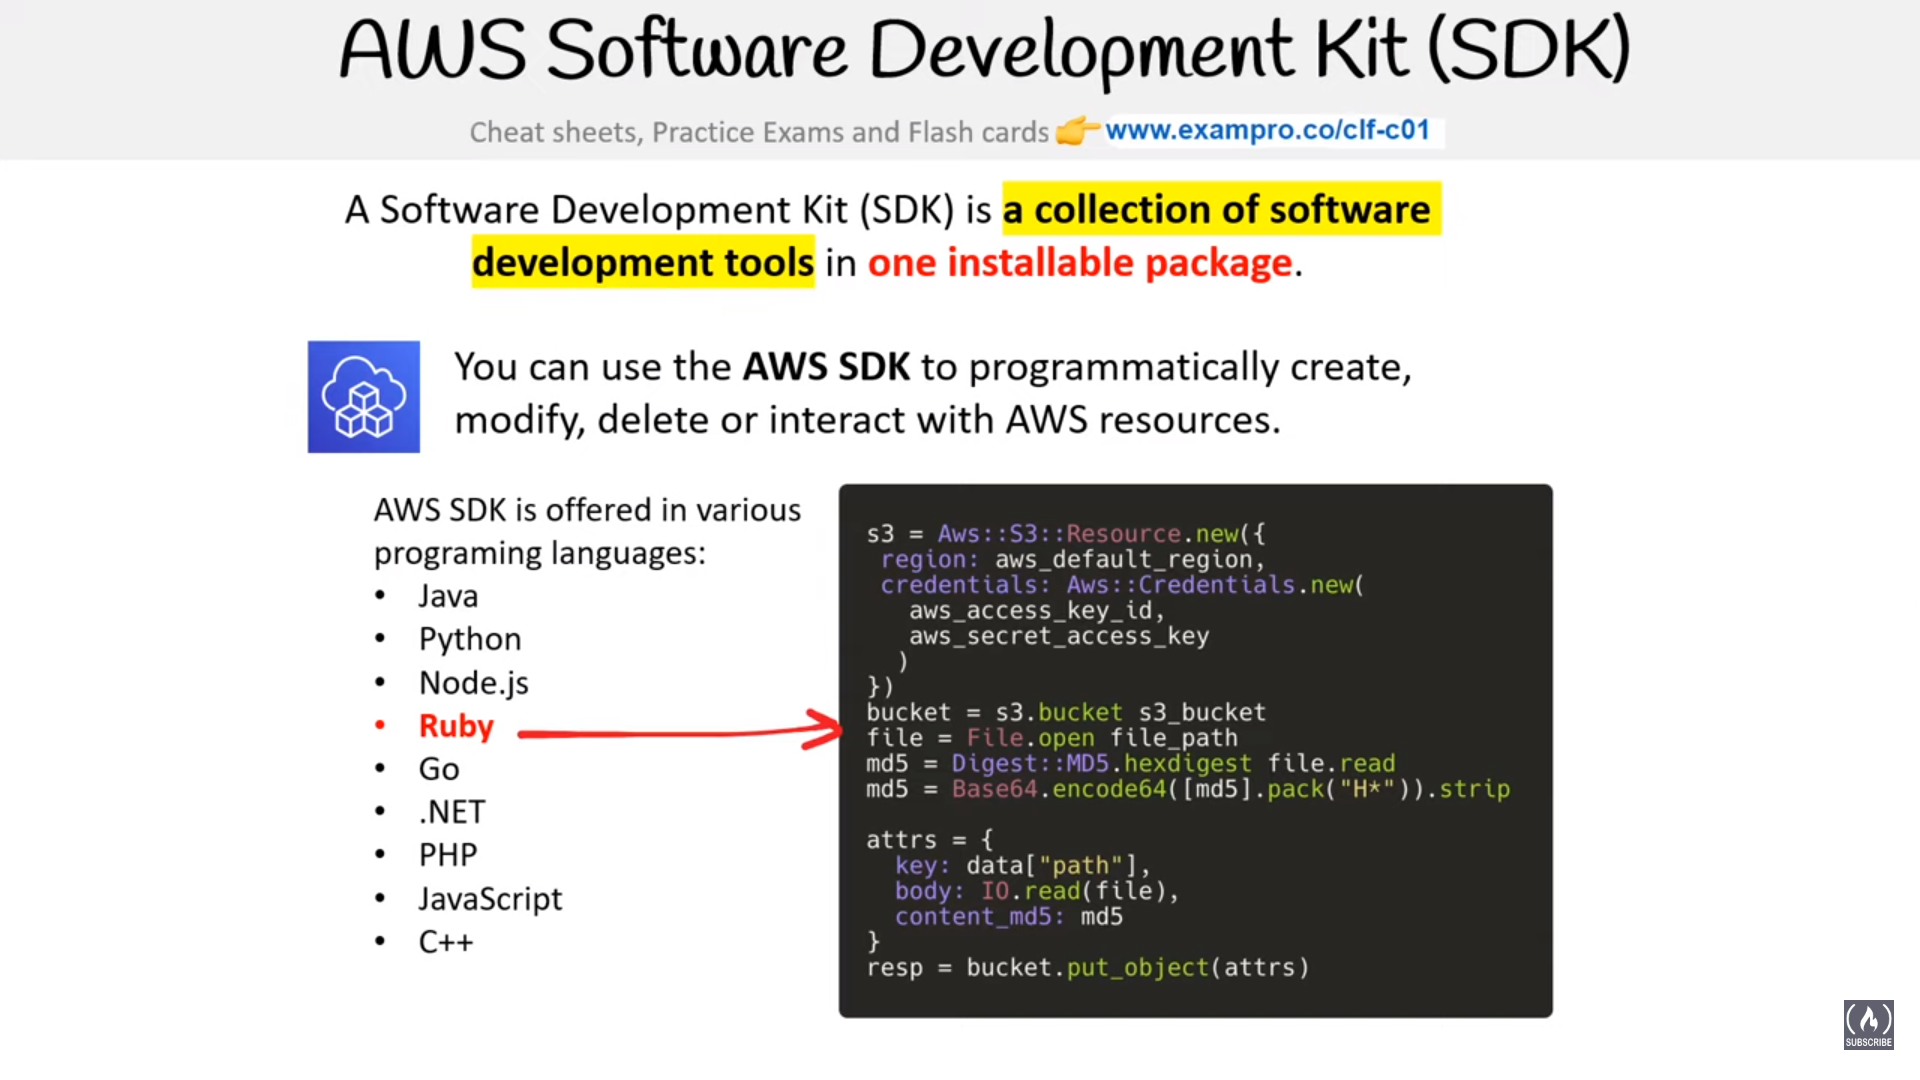 AWS Software Development Kit (SDK)
Cheat sheets, Practice Exams and Flash cards 👉 www.exampro.co/clf-c01
A Software Development Kit (SDK) is a collection of software
development tools in one installable package.
You can use the AWS SDK to programmatically create,
modify, delete or interact with AWS resources.
AWS SDK is offered in various
programing languages:
• Java
• Python
• Node.js
• Ruby
• Go
• .NET
• PHP
• JavaScript
• C++
s3 = Aws::S3::Resource.new({
 region: aws_default_region,
 credentials: Aws::Credentials.new(
   aws_access_key_id,
   aws_secret_access_key
  )
})
bucket = s3.bucket s3_bucket
file = File.open file_path
md5 = Digest::MD5.hexdigest file.read
md5 = Base64.encode64([md5].pack("H*")).strip

attrs = {
  key: data["path"],
  body: IO.read(file),
  content_md5: md5
}
resp = bucket.put_object(attrs)
SUBSCRIBE